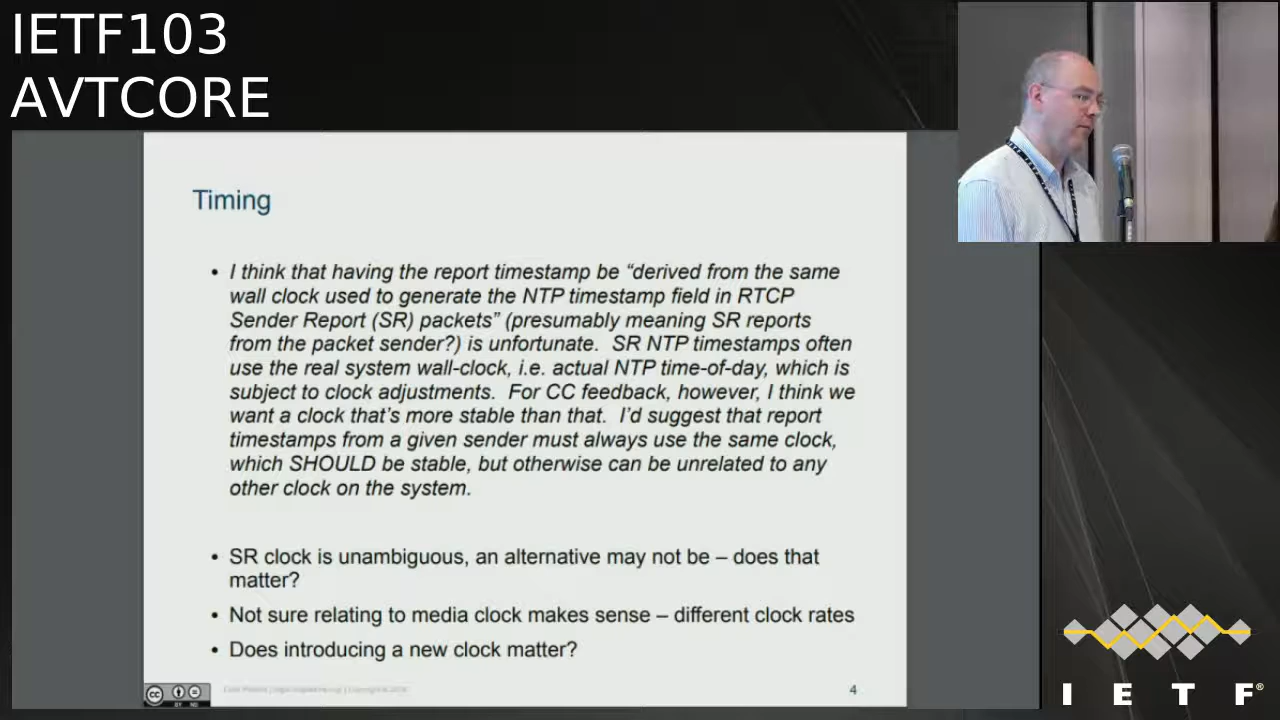 IETF103
AVTCORE
Timing
• I think that having the report timestamp be “derived from the same
wall clock used to generate the NTP timestamp field in RTCP
Sender Report (SR) packets” (presumably meaning SR reports
from the packet sender?) is unfortunate.  SR NTP timestamps often
use the real system wall-clock, i.e. actual NTP time-of-day, which is
subject to clock adjustments.  For CC feedback, however, I think we
want a clock that’s more stable than that.  I’d suggest that report
timestamps from a given sender must always use the same clock,
which SHOULD be stable, but otherwise can be unrelated to any
other clock on the system.
• SR clock is unambiguous, an alternative may not be – does that
matter?
• Not sure relating to media clock makes sense – different clock rates
• Does introducing a new clock matter?
CC
BY ND
4
I E T F®